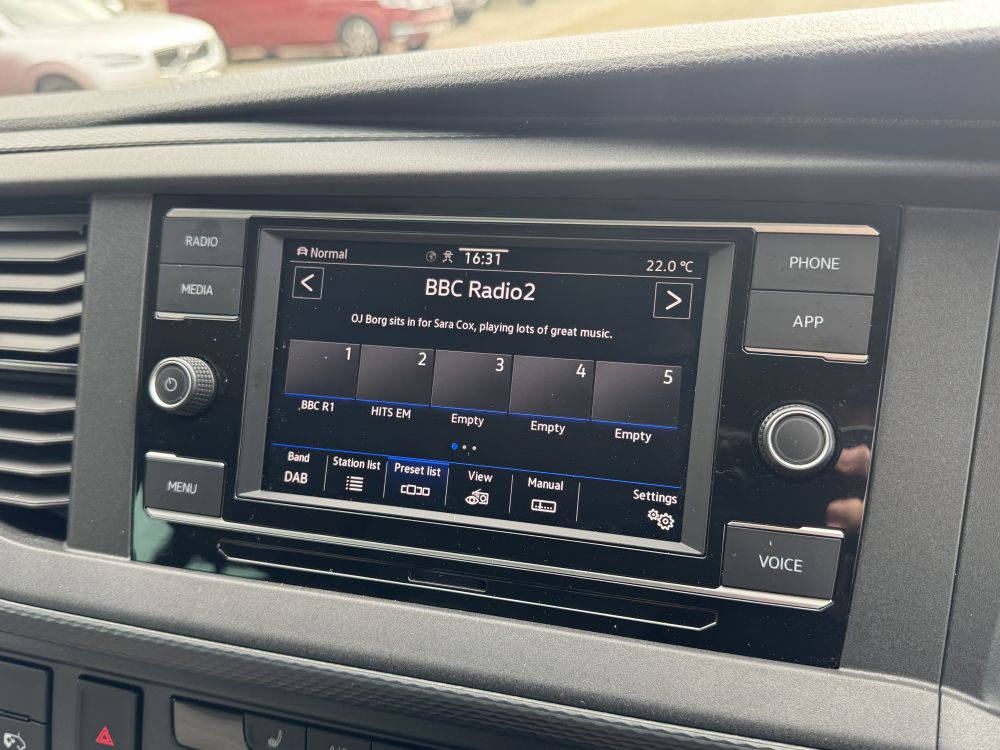 RADIO
MEDIA
MENU
PHONE
APP
VOICE
Normal
16:31
22.0 °C
<
BBC Radio2
>
OJ Borg sits in for Sara Cox, playing lots of great music.
1 2 3 4 5
BBC R1 HITS EM Empty Empty Empty
Band Station list Preset list View Manual Settings
DAB